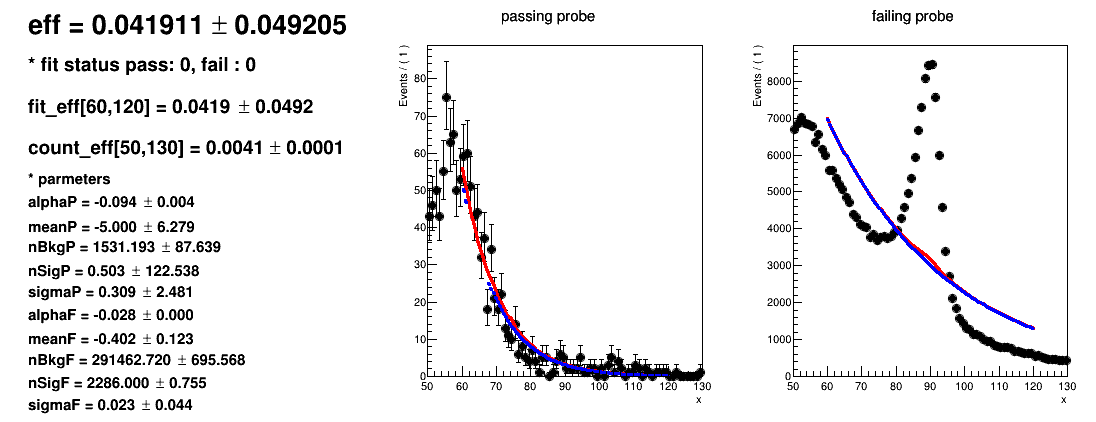 eff = 0.041911 ± 0.049205
* fit status pass: 0, fail : 0
fit_eff[60,120] = 0.0419 ± 0.0492
count_eff[50,130] = 0.0041 ± 0.0001
* parmeters
alphaP = -0.094 ± 0.004
meanP = -5.000 ± 6.279
nBkgP = 1531.193 ± 87.639
nSigP = 0.503 ± 122.538
sigmaP = 0.309 ± 2.481
alphaF = -0.028 ± 0.000
meanF = -0.402 ± 0.123
nBkgF = 291462.720 ± 695.568
nSigF = 2286.000 ± 0.755
sigmaF = 0.023 ± 0.044
passing probe
Events / ( 1 )
80
70
60
50
40
30
20
10
0
50 60 70 80 90 100 110 120 130
x
failing probe
Events / ( 1 )
8000
7000
6000
5000
4000
3000
2000
1000
0
50 60 70 80 90 100 110 120 130
x